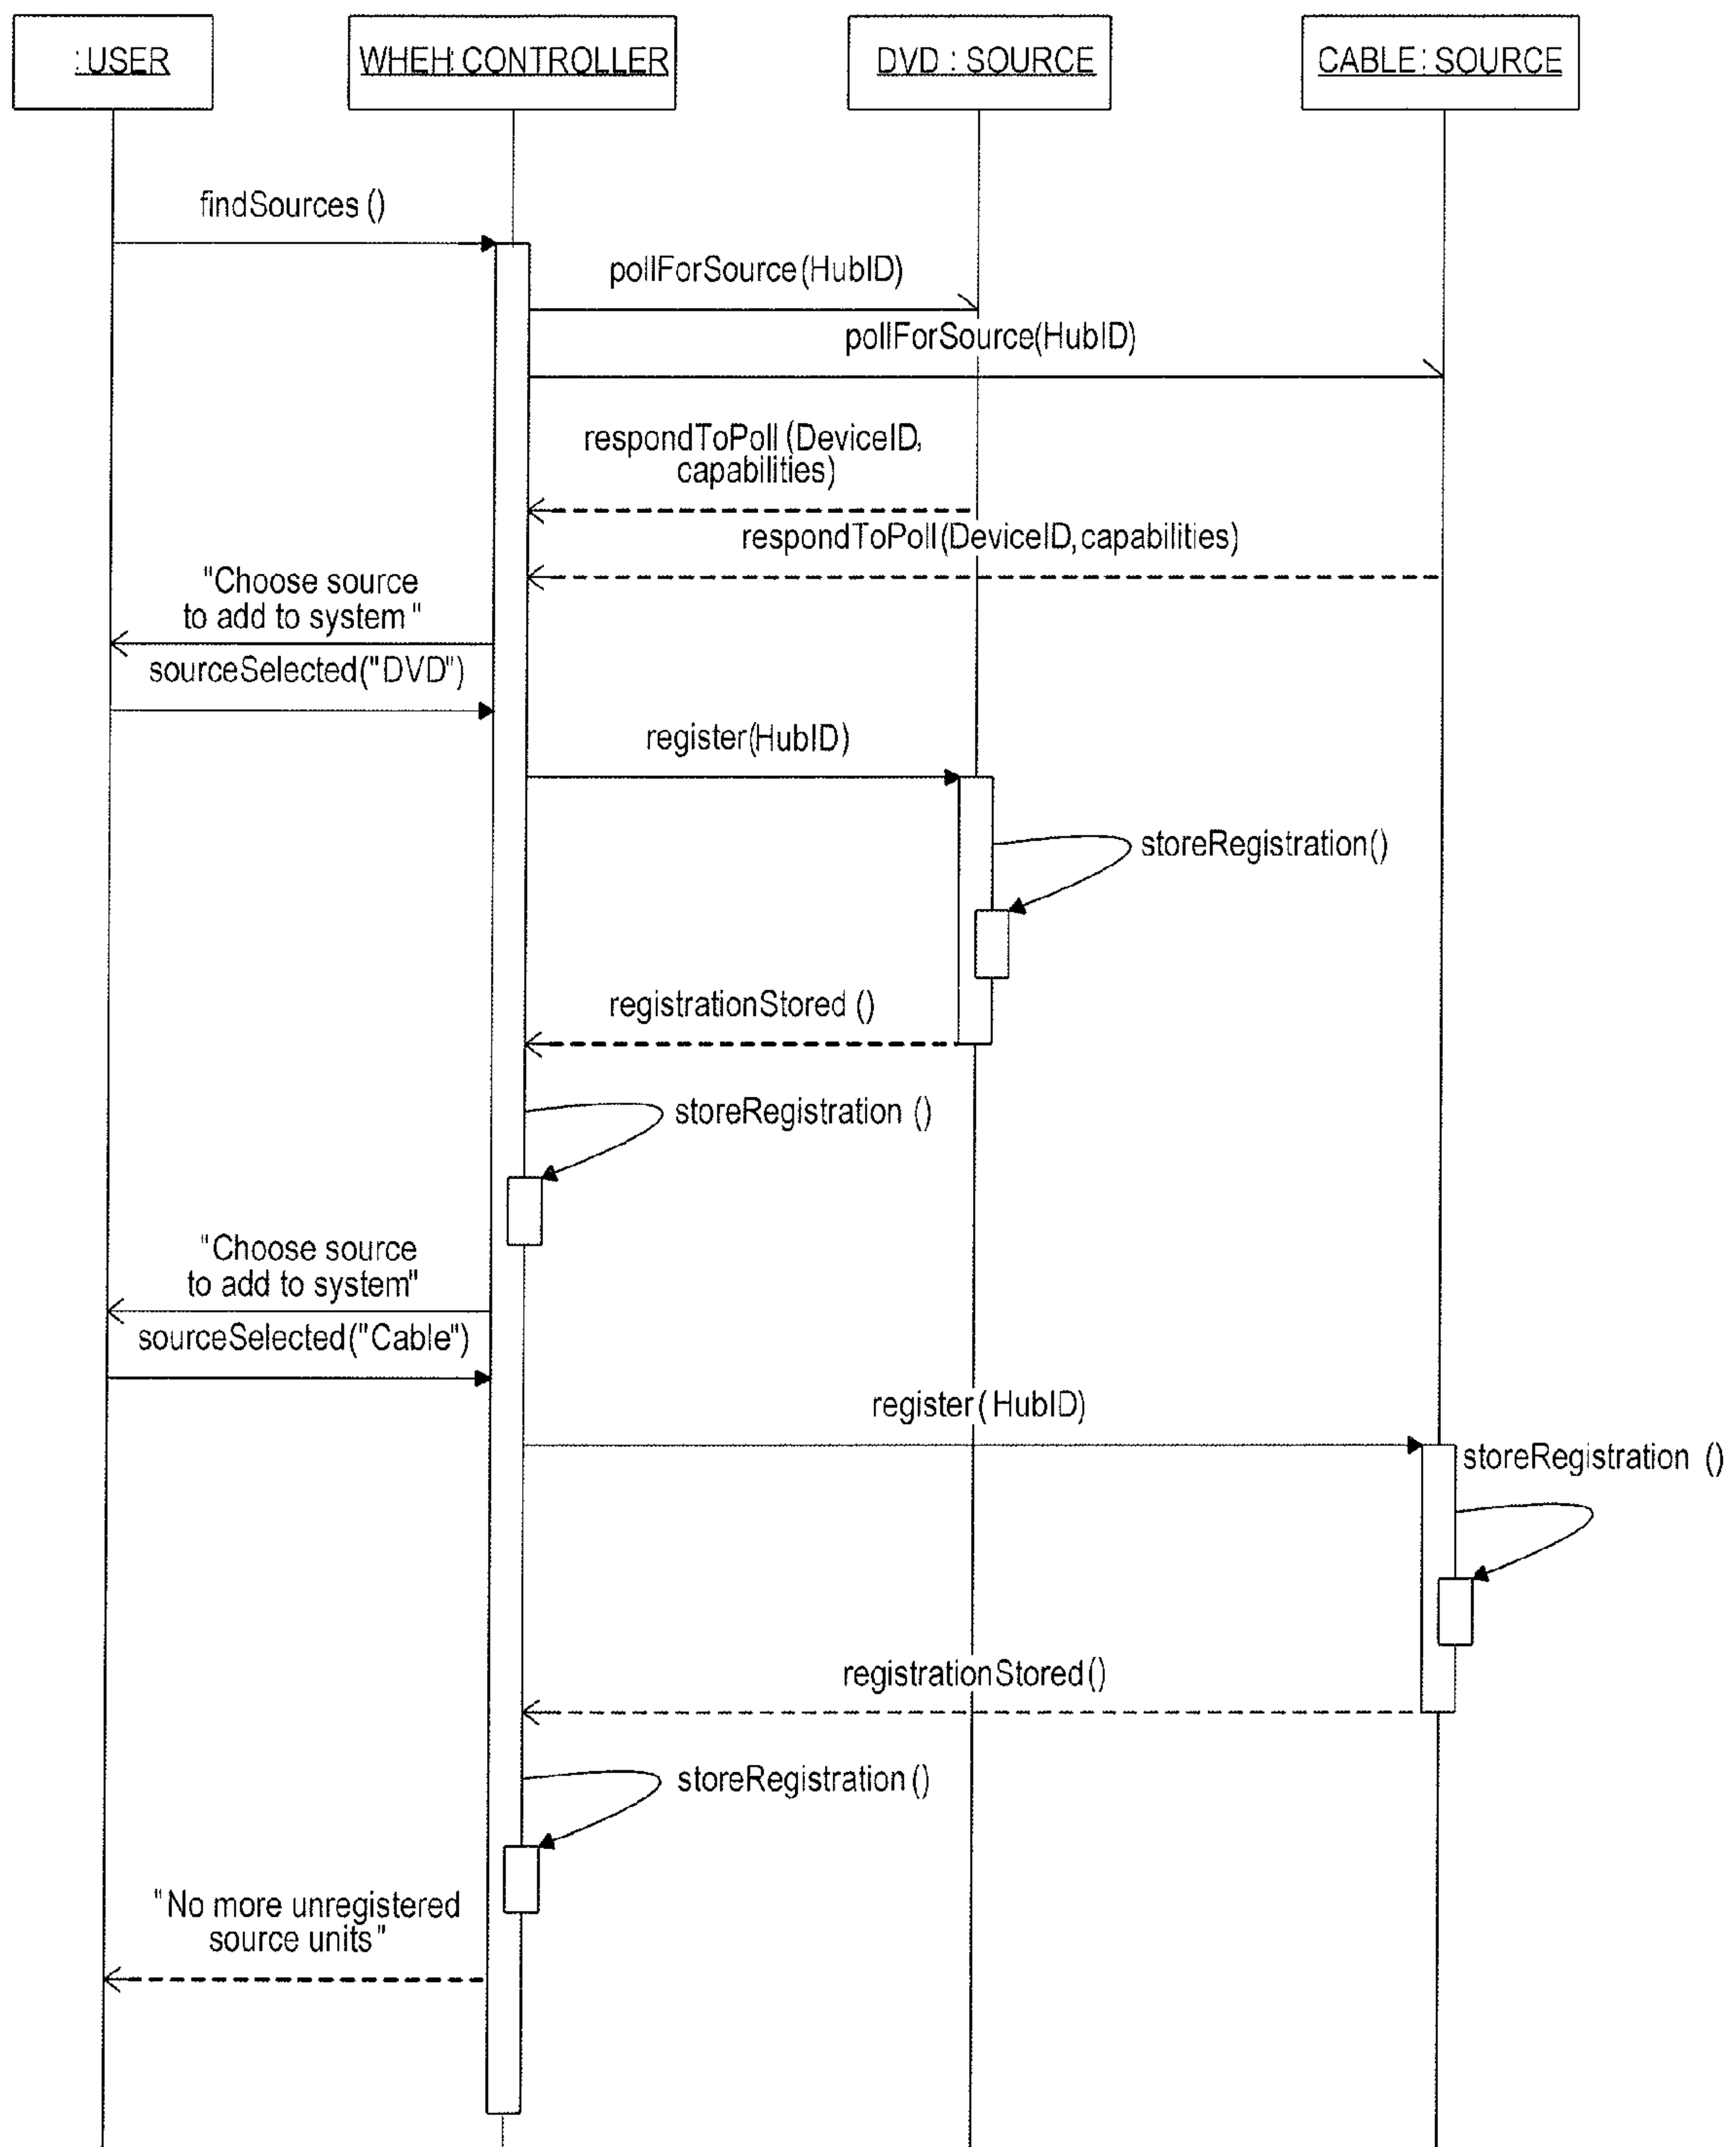 : USER
WHEH: CONTROLLER
DVD : SOURCE
CABLE: SOURCE
findSources ()
pollForSource (HubID)
pollForSource(HubID)
respondToPoll (DeviceID,
capabilities)
respondToPoll (DeviceID, capabilities)
"Choose source
to add to system "
sourceSelected ("DVD")
register(HubID)
storeRegistration()
registrationStored ()
storeRegistration ()
"Choose source
to add to system"
sourceSelected ("Cable")
register ( HubID)
storeRegistration ()
registrationStored ()
storeRegistration ()
"No more unregistered
source units"